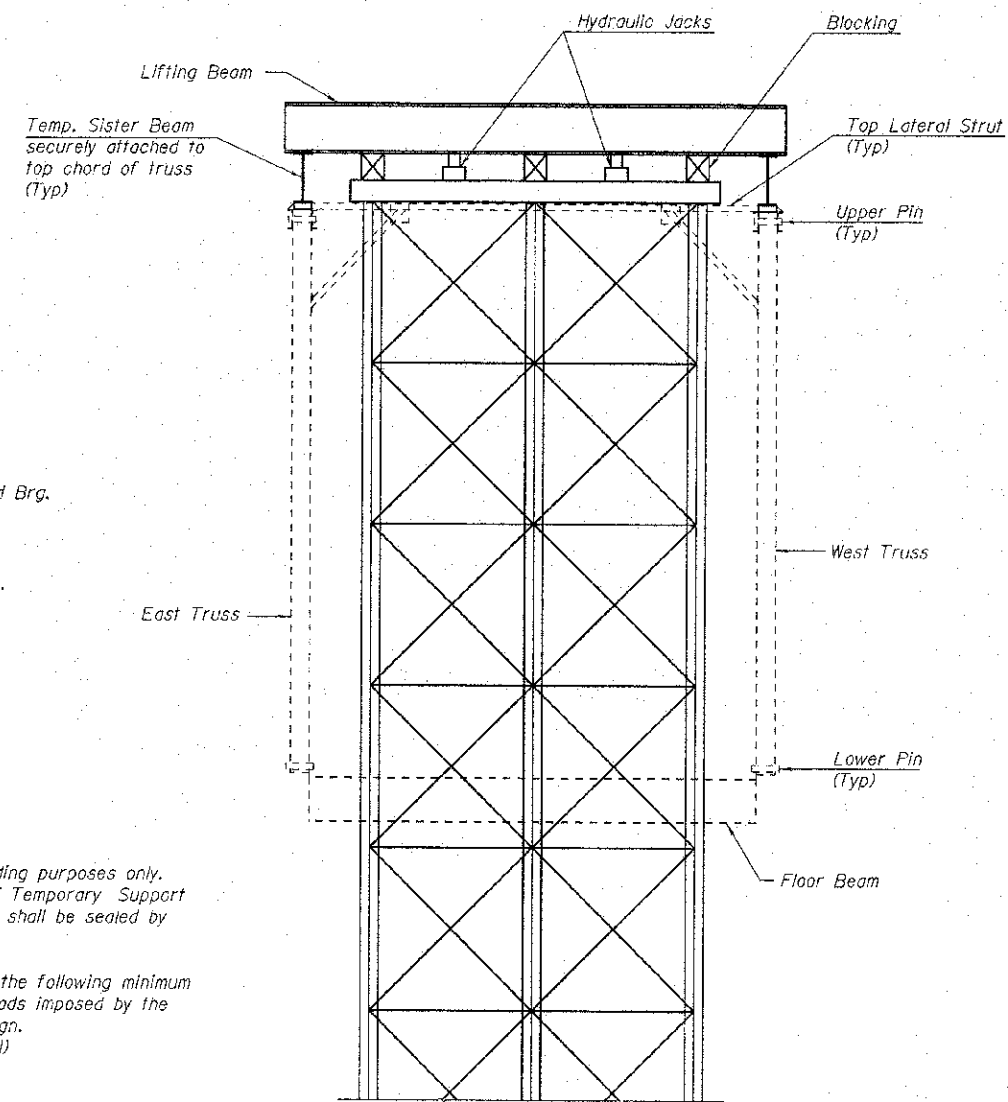 Hydraulic Jacks
Blocking
Lifting Beam
Temp. Sister Beam
securely attached to
top chord of truss
(Typ)
Top Lateral Strut
(Typ)
Upper Pin
(Typ)
Brg.
West Truss
East Truss
Lower Pin
(Typ)
Floor Beam
ding purposes only.
Temporary Support
shall be sealed by
the following minimum
ads imposed by the
gn.